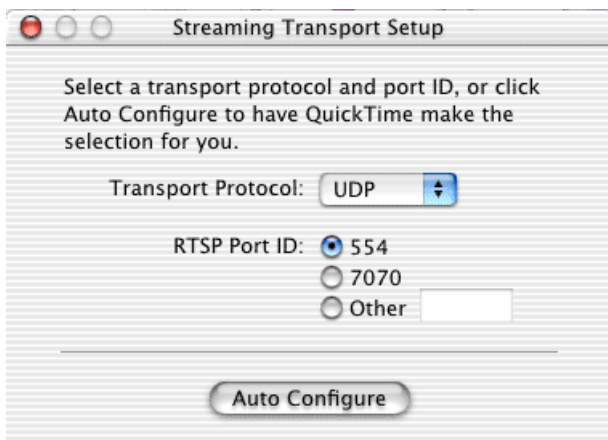 Streaming Transport Setup
Select a transport protocol and port ID, or click
Auto Configure to have QuickTime make the
selection for you.
Transport Protocol: UDP
RTSP Port ID: 554
7070
Other
Auto Configure